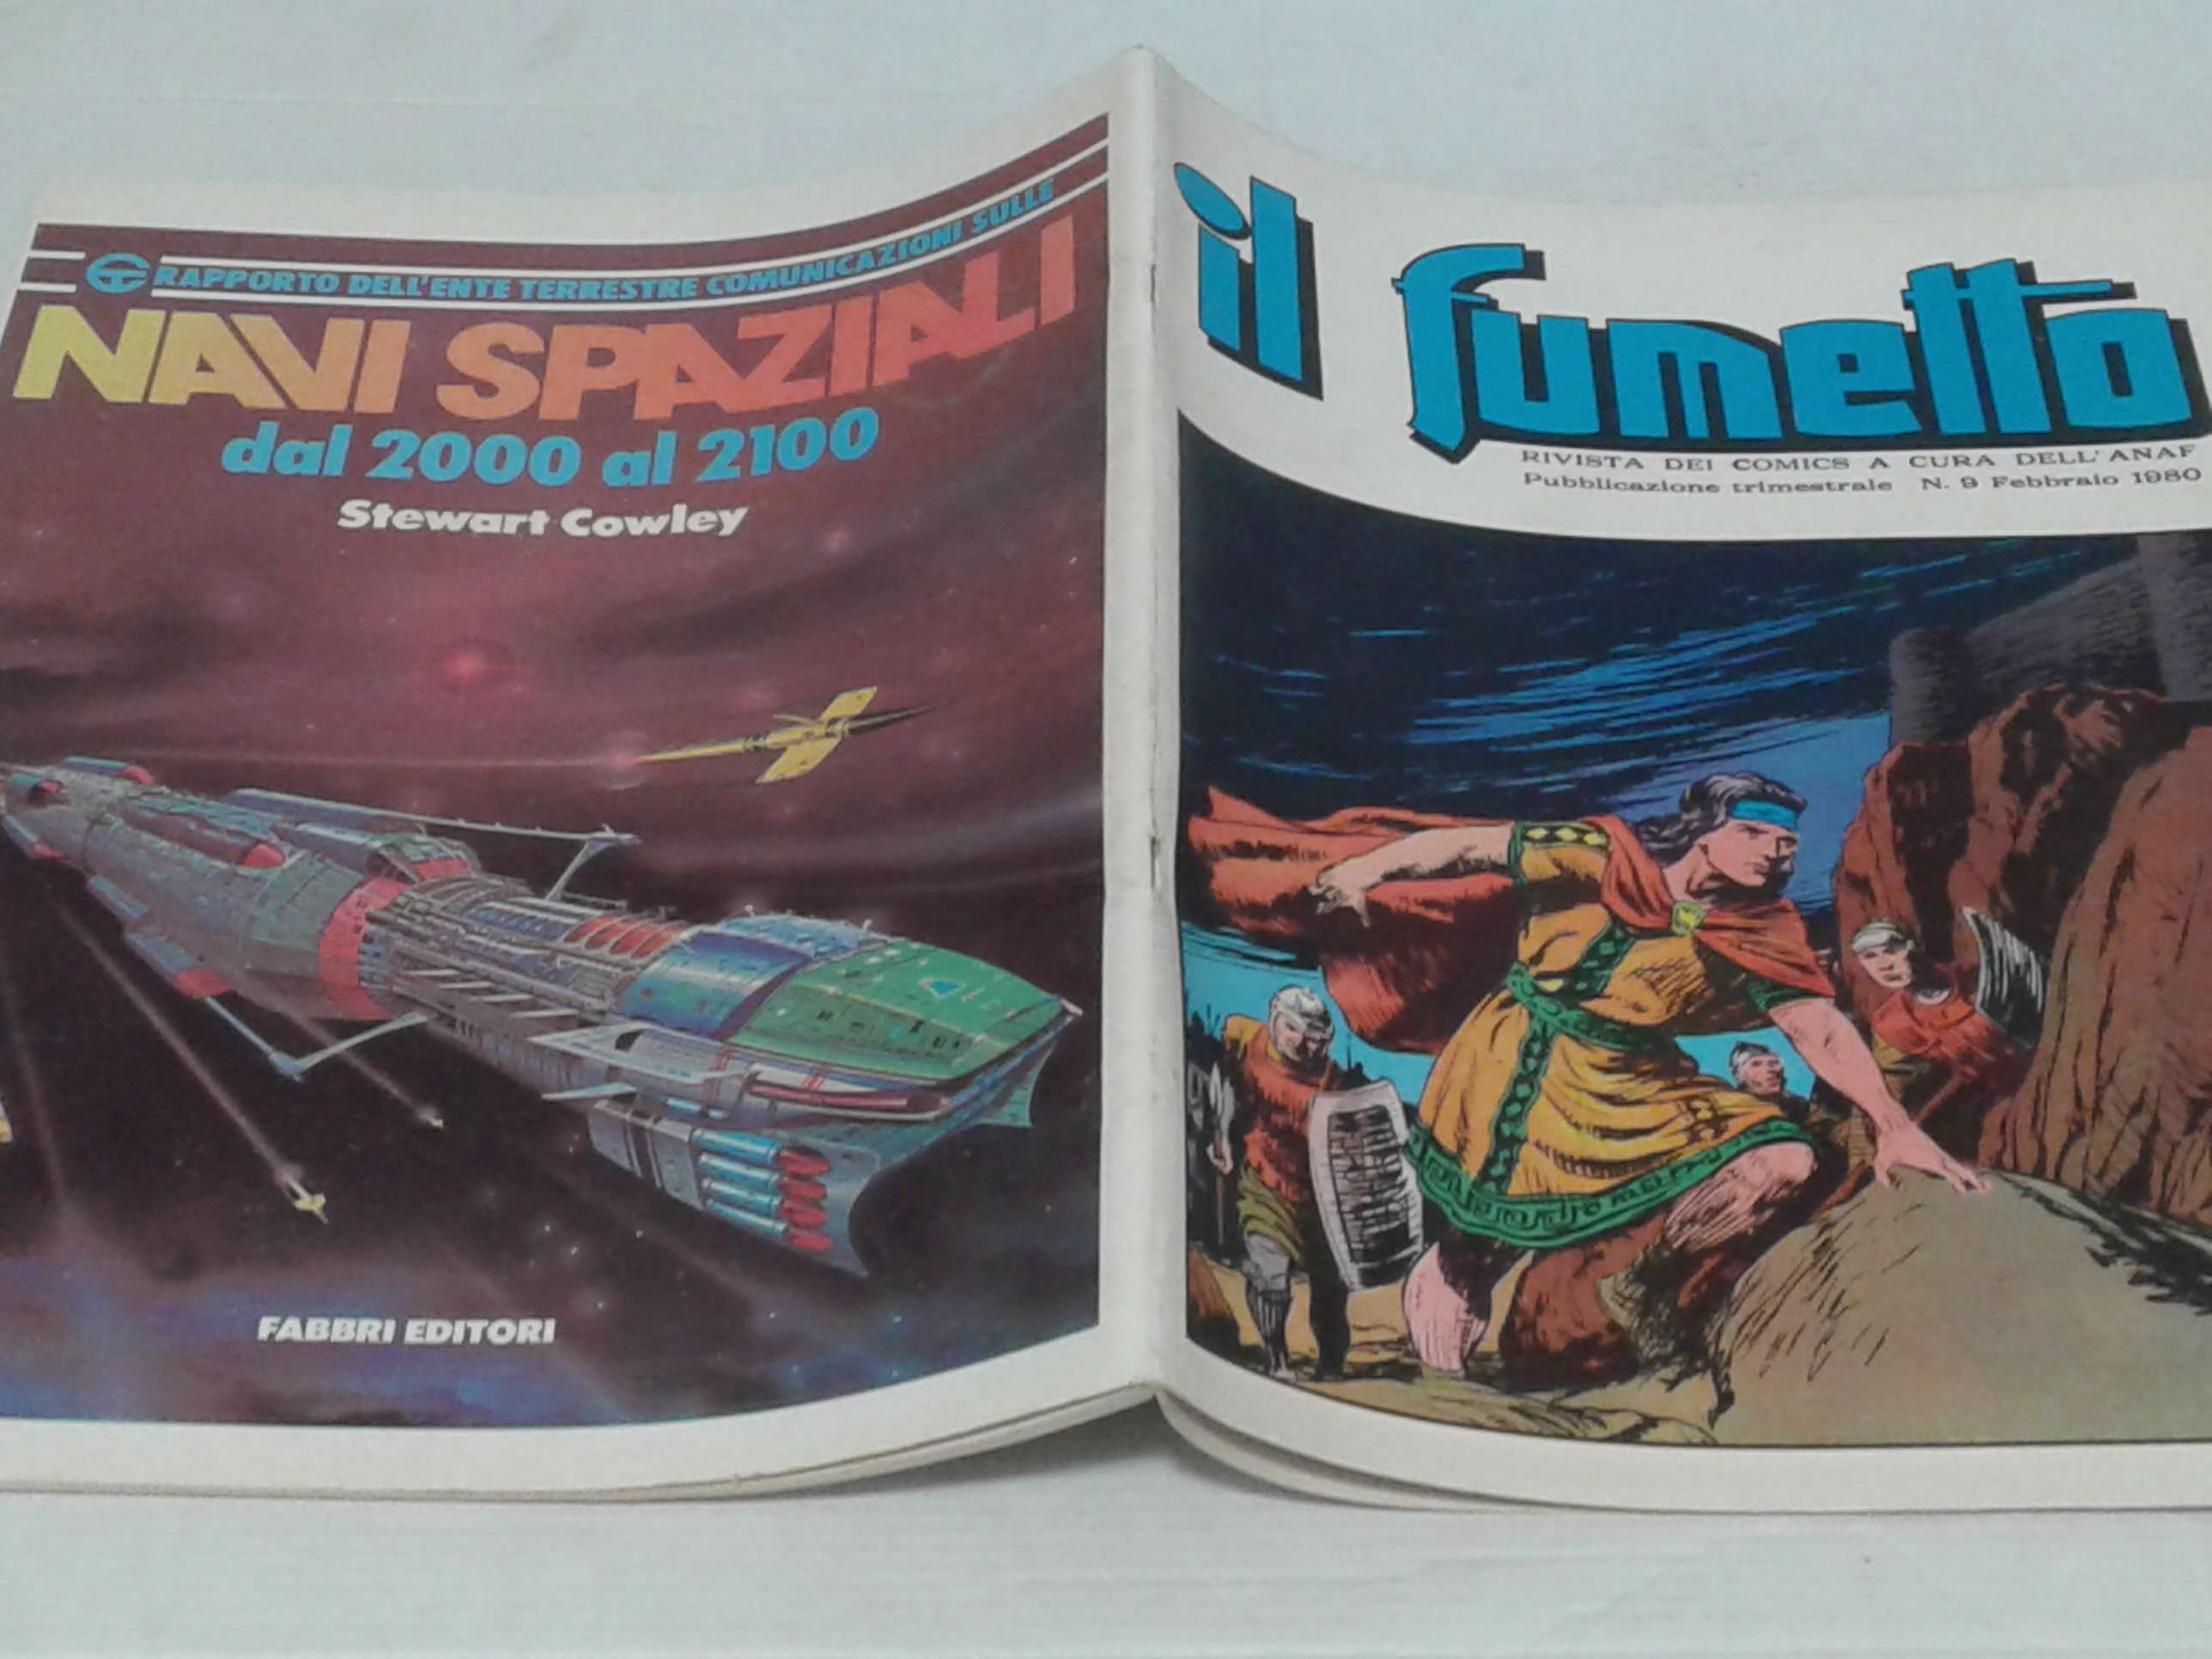 RAPPORTO DELL'ENTE TERRESTRE COMUNICAZIONI SULLE
NAVI SPAZIALI
dal 2000 al 2100
Stewart Cowley
FABBRI EDITORI
il fumetto
RIVISTA DEI COMICS A CURA DELL'ANAF
Pubblicazione trimestrale N. 9 Febbraio 1980